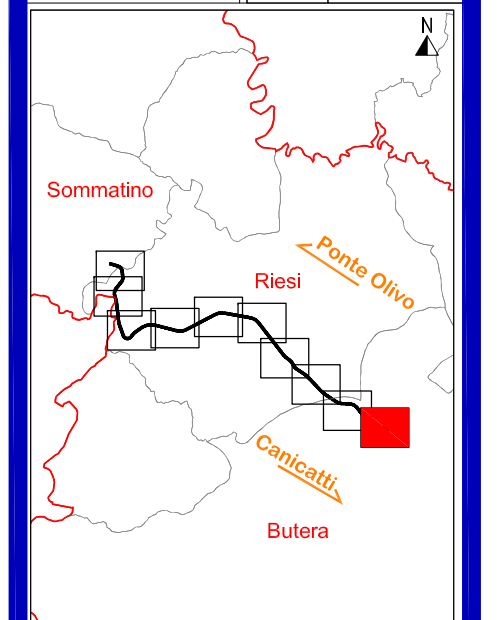 N
Sommatino
Ponte Olivo
Riesi
Canicatti
Butera